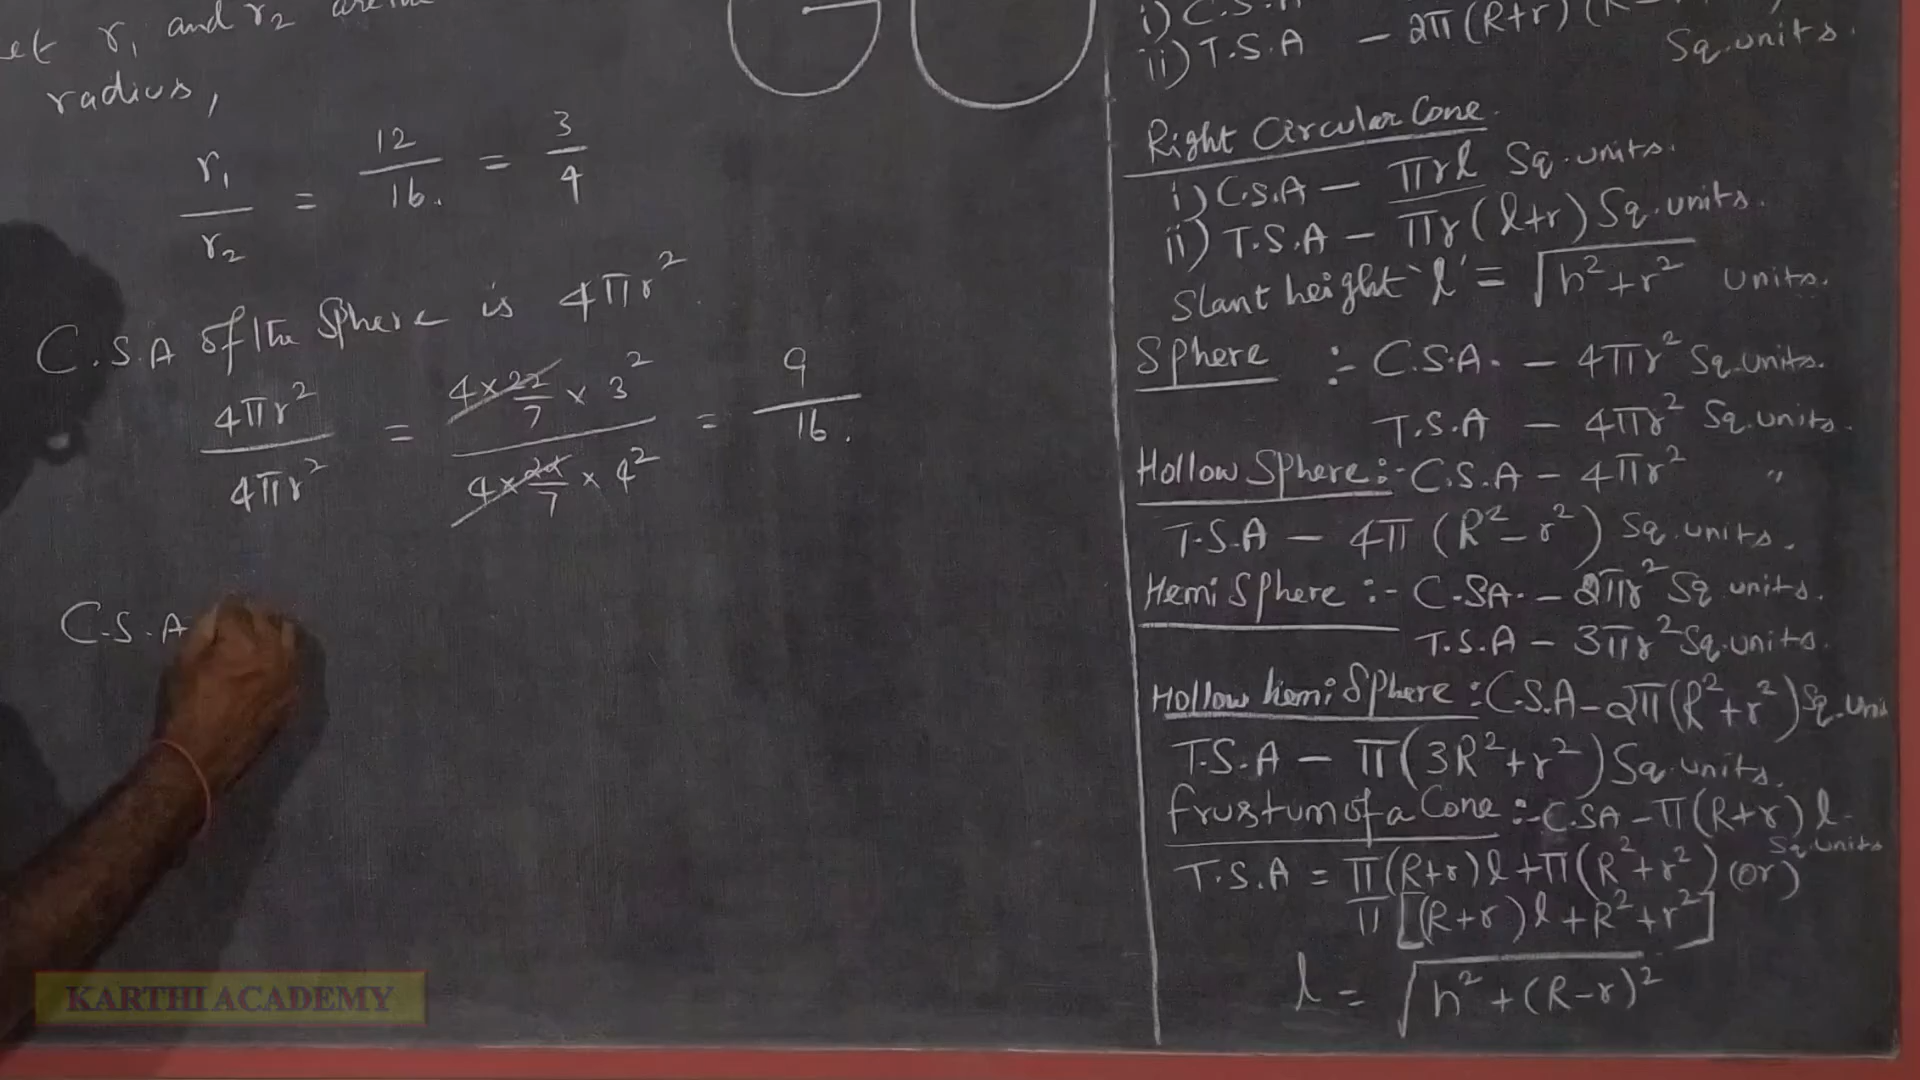 r₁ and r₂ are
radius,
r₁/r₂ = 12/16. = 3/4
C.S.A of the Sphere is 4πr².
4πr²/4πr² = (4×22/7 × 3²)/(4×22/7 × 4²) = 9/16.
C.S.A
i) C.S.A
ii) T.S.A – 2π(R+r)
Sq.units.
Right Circular Cone.
i) C.S.A – πrl Sq.units.
ii) T.S.A – πr(l+r) Sq.units.
Slant height 'l' = √h²+r² units.
Sphere :- C.S.A. – 4πr² Sq.units.
T.S.A – 4πr² Sq.units.
Hollow Sphere:- C.S.A – 4πr² "
T.S.A – 4π (R²–r²) Sq.units.
Hemi Sphere :- C.SA. – 2πr² Sq units.
T.S.A – 3πr² Sq.units.
Hollow hemi Sphere : C.S.A – 2π(R²+r²) Sq.uni
T.S.A – π(3R²+r²) Sq.units.
frustum of a Cone :- C.SA – π(R+r) l
Sq.units
T.S.A = π(R+r)l+π(R²+r²) (or)
π[(R+r)l+R²+r²]
l = √h²+(R–r)²
KARTHI ACADEMY